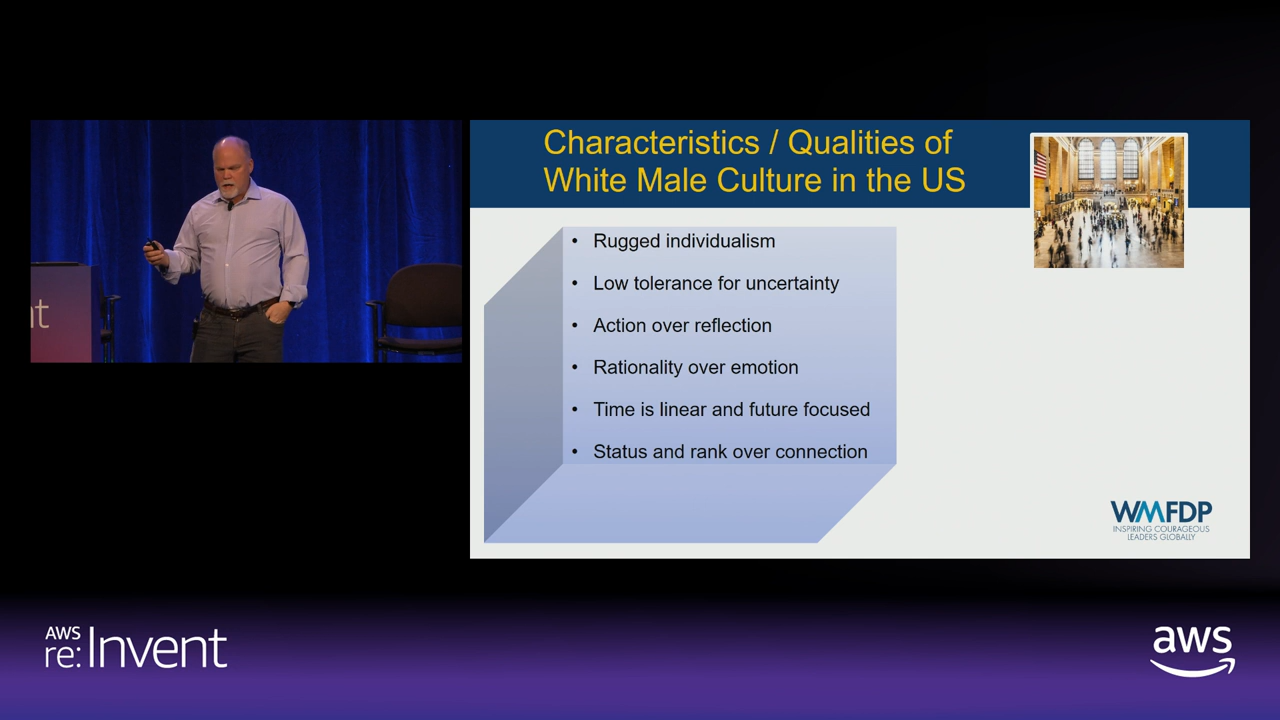 Characteristics / Qualities of
White Male Culture in the US
• Rugged individualism
• Low tolerance for uncertainty
• Action over reflection
• Rationality over emotion
• Time is linear and future focused
• Status and rank over connection
WMFDP
INSPIRING COURAGEOUS
LEADERS GLOBALLY
nt
AWS
re:Invent
aws